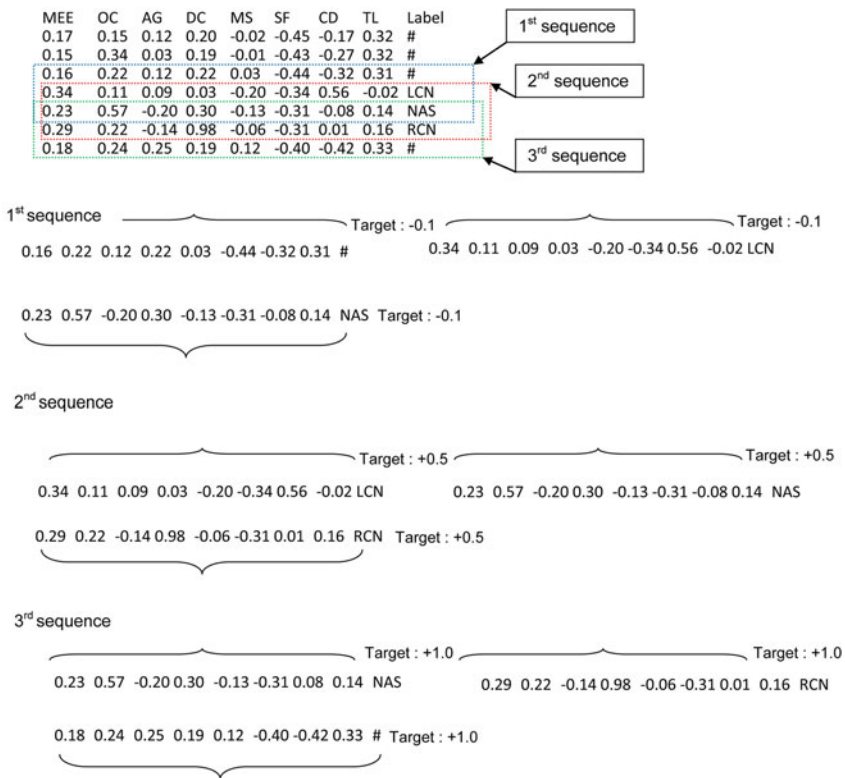 MEE OC AG DC MS SF CD TL Label
0.17 0.15 0.12 0.20 -0.02 -0.45 -0.17 0.32 #
0.15 0.34 0.03 0.19 -0.01 -0.43 -0.27 0.32 #
0.16 0.22 0.12 0.22 0.03 -0.44 -0.32 0.31 #
0.34 0.11 0.09 0.03 -0.20 -0.34 0.56 -0.02 LCN
0.23 0.57 -0.20 0.30 -0.13 -0.31 -0.08 0.14 NAS
0.29 0.22 -0.14 0.98 -0.06 -0.31 0.01 0.16 RCN
0.18 0.24 0.25 0.19 0.12 -0.40 -0.42 0.33 #
1st sequence
2nd sequence
3rd sequence
1st sequence
Target : -0.1
Target : -0.1
0.16 0.22 0.12 0.22 0.03 -0.44 -0.32 0.31 #
0.34 0.11 0.09 0.03 -0.20 -0.34 0.56 -0.02 LCN
0.23 0.57 -0.20 0.30 -0.13 -0.31 -0.08 0.14 NAS Target : -0.1
2nd sequence
Target : +0.5
Target : +0.5
0.34 0.11 0.09 0.03 -0.20 -0.34 0.56 -0.02 LCN
0.23 0.57 -0.20 0.30 -0.13 -0.31 -0.08 0.14 NAS
0.29 0.22 -0.14 0.98 -0.06 -0.31 0.01 0.16 RCN Target : +0.5
3rd sequence
Target : +1.0
Target : +1.0
0.23 0.57 -0.20 0.30 -0.13 -0.31 0.08 0.14 NAS
0.29 0.22 -0.14 0.98 -0.06 -0.31 0.01 0.16 RCN
0.18 0.24 0.25 0.19 0.12 -0.40 -0.42 0.33 # Target : +1.0